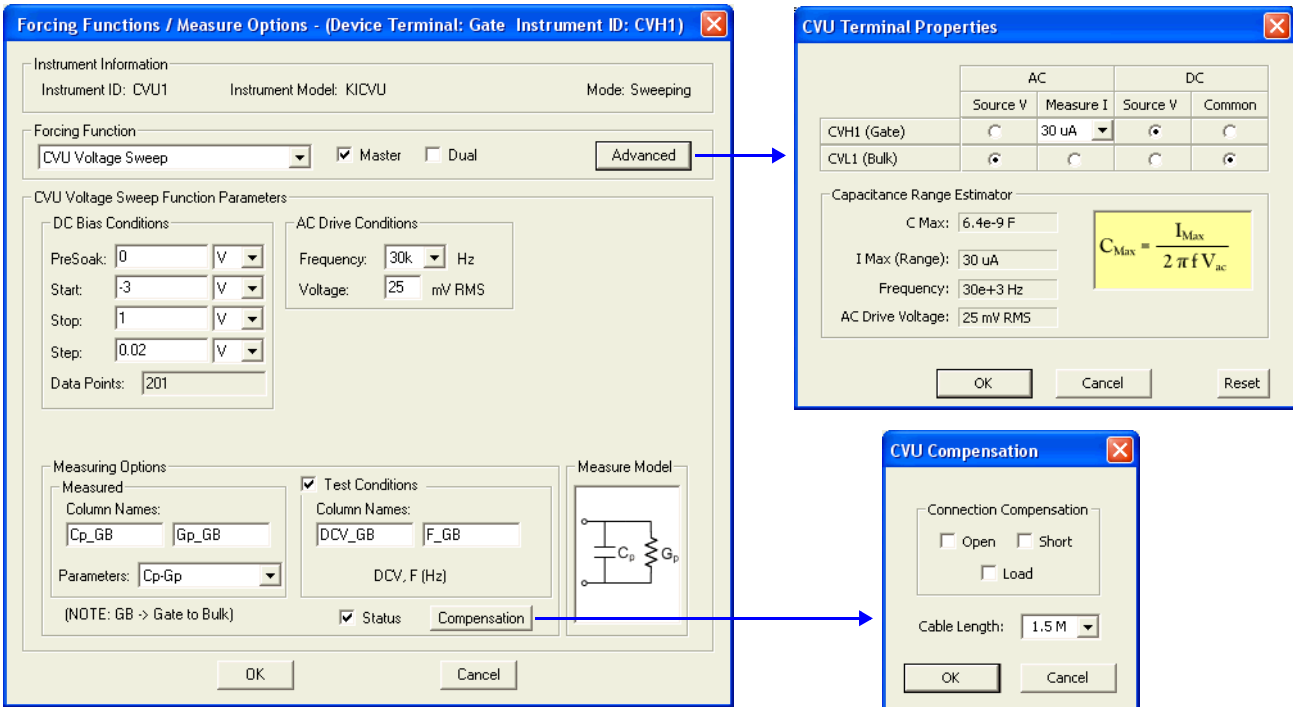 Forcing Functions / Measure Options - (Device Terminal: Gate Instrument ID: CVH1)
Instrument Information
Instrument ID: CVU1 Instrument Model: KICVU Mode: Sweeping
Forcing Function
CVU Voltage Sweep Master Dual Advanced
CVU Voltage Sweep Function Parameters
DC Bias Conditions
PreSoak: 0 V
Start: -3 V
Stop: 1 V
Step: 0.02 V
Data Points: 201
AC Drive Conditions
Frequency: 30k Hz
Voltage: 25 mV RMS
Measuring Options
Measured
Column Names:
Cp_GB Gp_GB
Parameters: Cp-Gp
(NOTE: GB -> Gate to Bulk)
Test Conditions
Column Names:
DCV_GB F_GB
DCV, F (Hz)
Status Compensation
Measure Model
Cp Gp
OK Cancel
CVU Terminal Properties
AC DC
Source V Measure I Source V Common
CVH1 (Gate) 30 uA
CVL1 (Bulk)
Capacitance Range Estimator
C Max: 6.4e-9 F
I Max (Range): 30 uA
Frequency: 30e+3 Hz
AC Drive Voltage: 25 mV RMS
C Max = I Max / 2 π f V ac
OK Cancel Reset
CVU Compensation
Connection Compensation
Open Short
Load
Cable Length: 1.5 M
OK Cancel